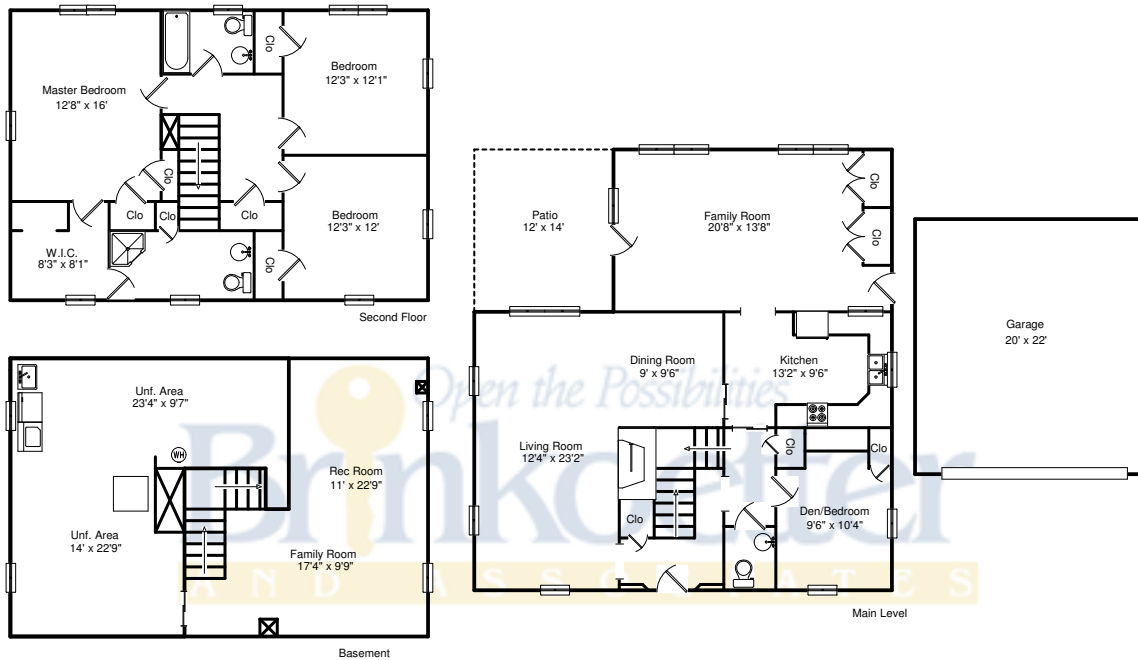 Master Bedroom
12'8" x 16'
Clo
Bedroom
12'3" x 12'1"
Clo
Clo
Clo
Clo
Bedroom
12'3" x 12'
W.I.C.
8'3" x 8'1"
Clo
Second Floor
Patio
12' x 14'
Family Room
20'8" x 13'8"
Clo
Clo
Garage
20' x 22'
Dining Room
9' x 9'6"
Kitchen
13'2" x 9'6"
Living Room
12'4" x 23'2"
Clo
Clo
Clo
Den/Bedroom
9'6" x 10'4"
Main Level
Unf. Area
23'4" x 9'7"
WH
Rec Room
11' x 22'9"
Unf. Area
14' x 22'9"
Family Room
17'4" x 9'9"
Basement
Open the Possibilities
Brinkoetter
AND ASSOCIATES